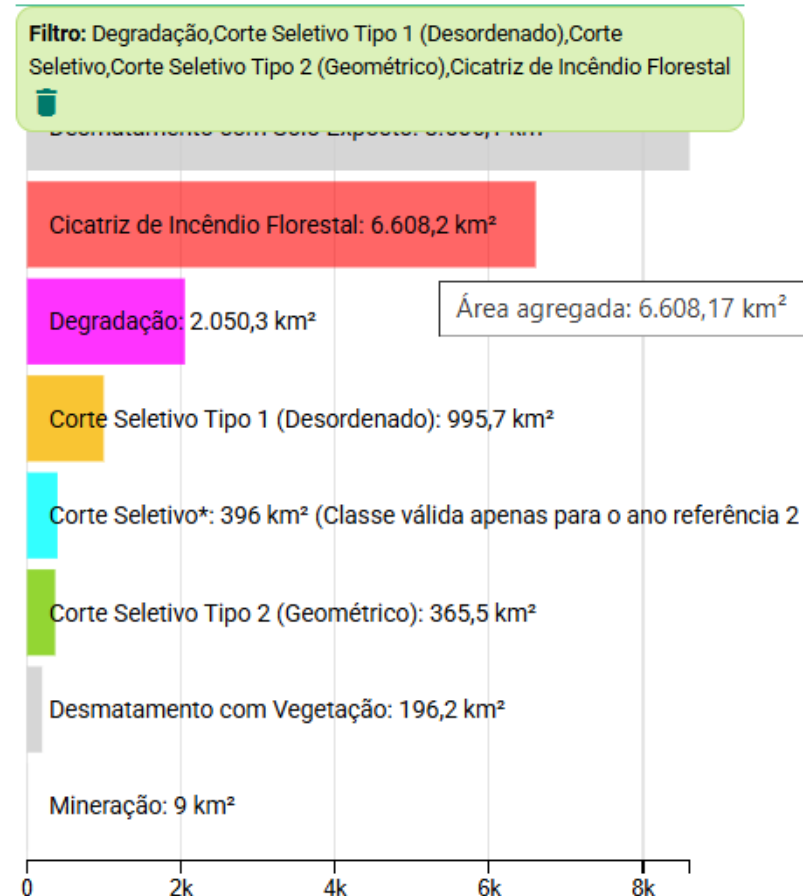 Filtro: Degradação,Corte Seletivo Tipo 1 (Desordenado),Corte
Seletivo,Corte Seletivo Tipo 2 (Geométrico),Cicatriz de Incêndio Florestal
Desmatamento com Solo Exposto:
Cicatriz de Incêndio Florestal: 6.608,2 km²
Área agregada: 6.608,17 km²
Degradação: 2.050,3 km²
Corte Seletivo Tipo 1 (Desordenado): 995,7 km²
Corte Seletivo*: 396 km² (Classe válida apenas para o ano referência 2
Corte Seletivo Tipo 2 (Geométrico): 365,5 km²
Desmatamento com Vegetação: 196,2 km²
Mineração: 9 km²
0 2k 4k 6k 8k